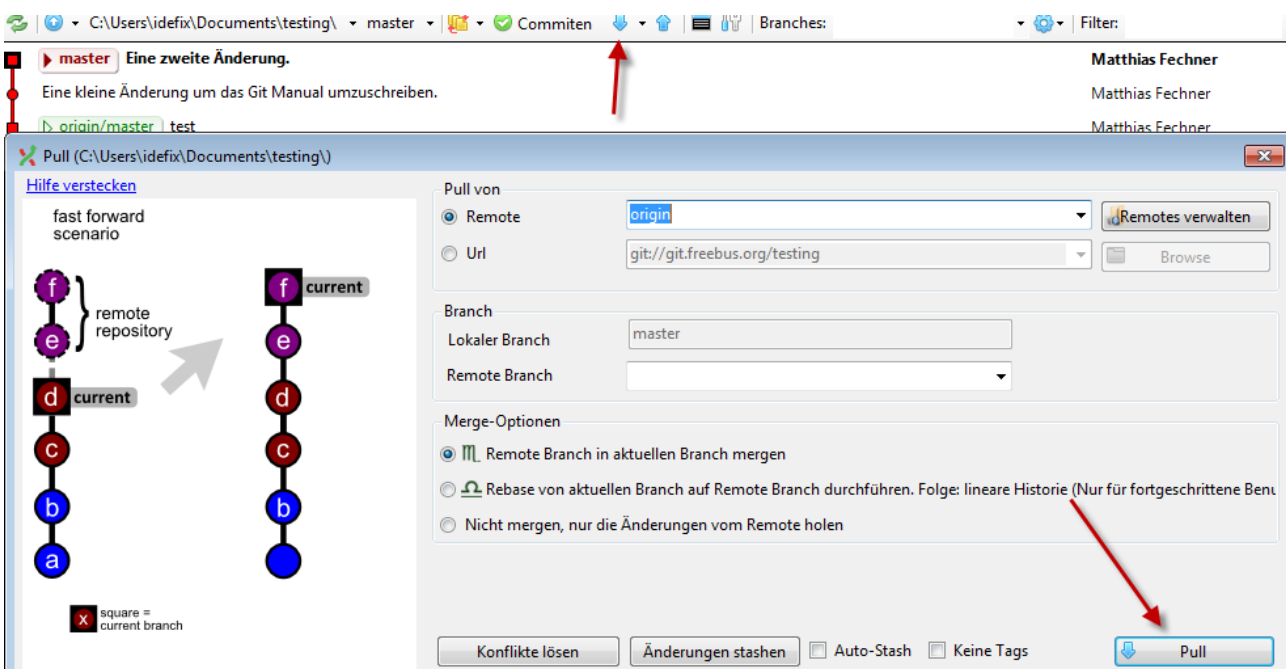 C:\Users\idefix\Documents\testing\ master Commiten Branches: Filter:
master Eine zweite Änderung. Matthias Fechner
Eine kleine Änderung um das Git Manual umzuschreiben. Matthias Fechner
origin/master test Matthias Fechner
Pull (C:\Users\idefix\Documents\testing\)
Hilfe verstecken
fast forward
scenario
f
e
d
c
b
a
remote
repository
current
f
e
d
c
b
current
x
square =
current branch
Pull von
Remote origin Remotes verwalten
Url git://git.freebus.org/testing Browse
Branch
Lokaler Branch master
Remote Branch
Merge-Optionen
Remote Branch in aktuellen Branch mergen
Rebase von aktuellen Branch auf Remote Branch durchführen. Folge: lineare Historie (Nur für fortgeschrittene Benu
Nicht mergen, nur die Änderungen vom Remote holen
Konflikte lösen Änderungen stashen Auto-Stash Keine Tags Pull